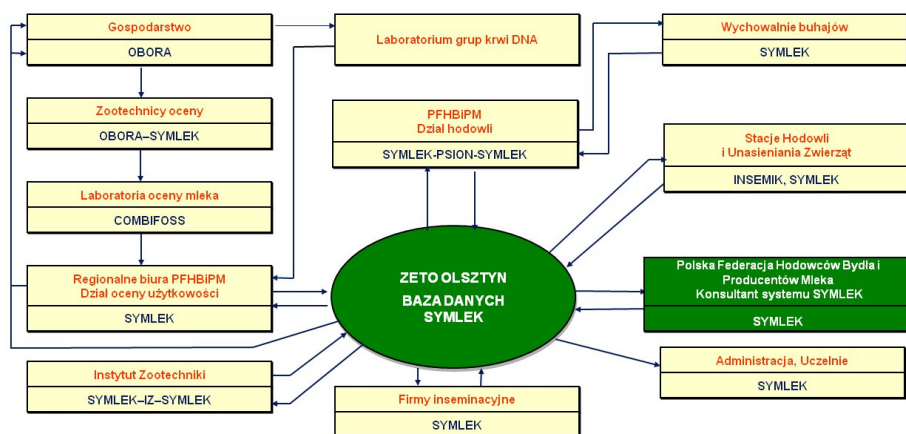 Gospodarstwo
OBORA
Laboratorium grup krwi DNA
Wychowalnie buhajów
SYMLEK
Zootechnicy oceny
OBORA–SYMLEK
PFHBiPM
Dział hodowli
SYMLEK-PSION-SYMLEK
Stacje Hodowli
i Unasieniania Zwierząt
INSEMIK, SYMLEK
Laboratoria oceny mleka
COMBIFOSS
Regionalne biura PFHBiPM
Dział oceny użytkowości
SYMLEK
ZETO OLSZTYN
BAZA DANYCH
SYMLEK
Polska Federacja Hodowców Bydła i
Producentów Mleka
Konsultant systemu SYMLEK
SYMLEK
Instytut Zootechniki
SYMLEK–IZ–SYMLEK
Firmy inseminacyjne
SYMLEK
Administracja, Uczelnie
SYMLEK